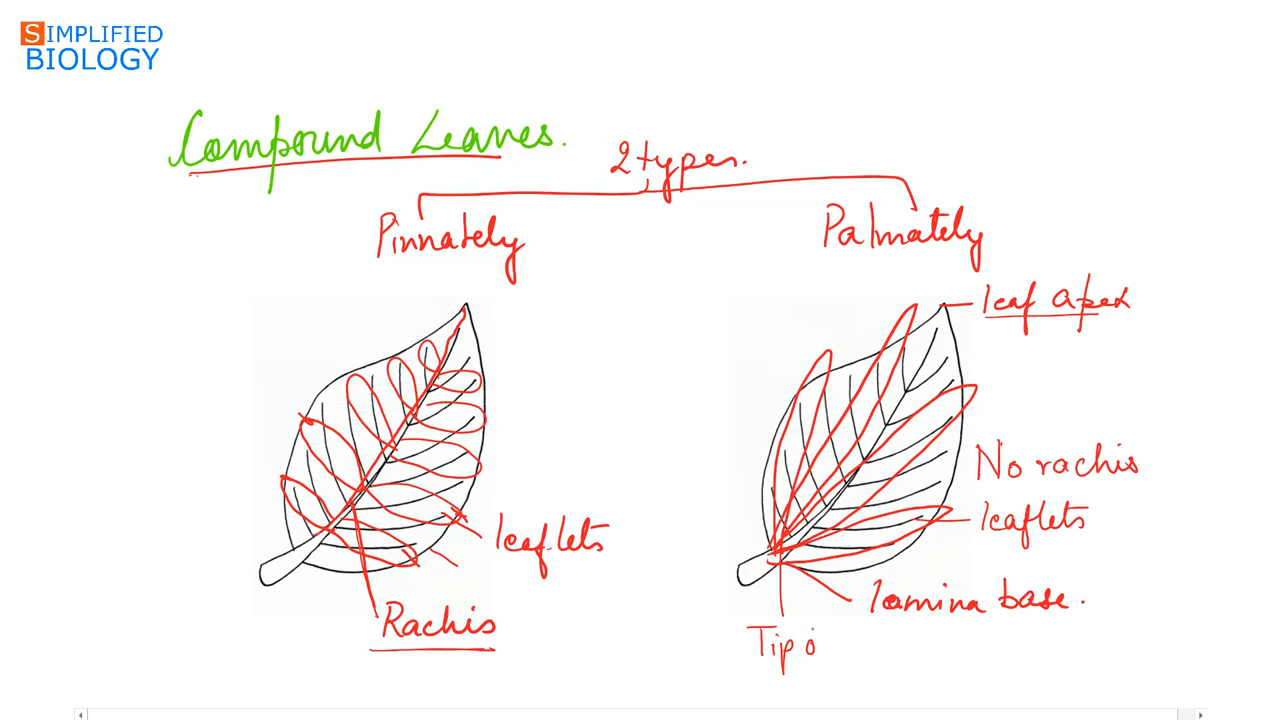 SIMPLIFIED
BIOLOGY
Compound Leaves.
2 types.
Pinnately
Palmately
leaf apex
No rachis
leaflets
leaflets
lamina base.
Rachis
Tip o